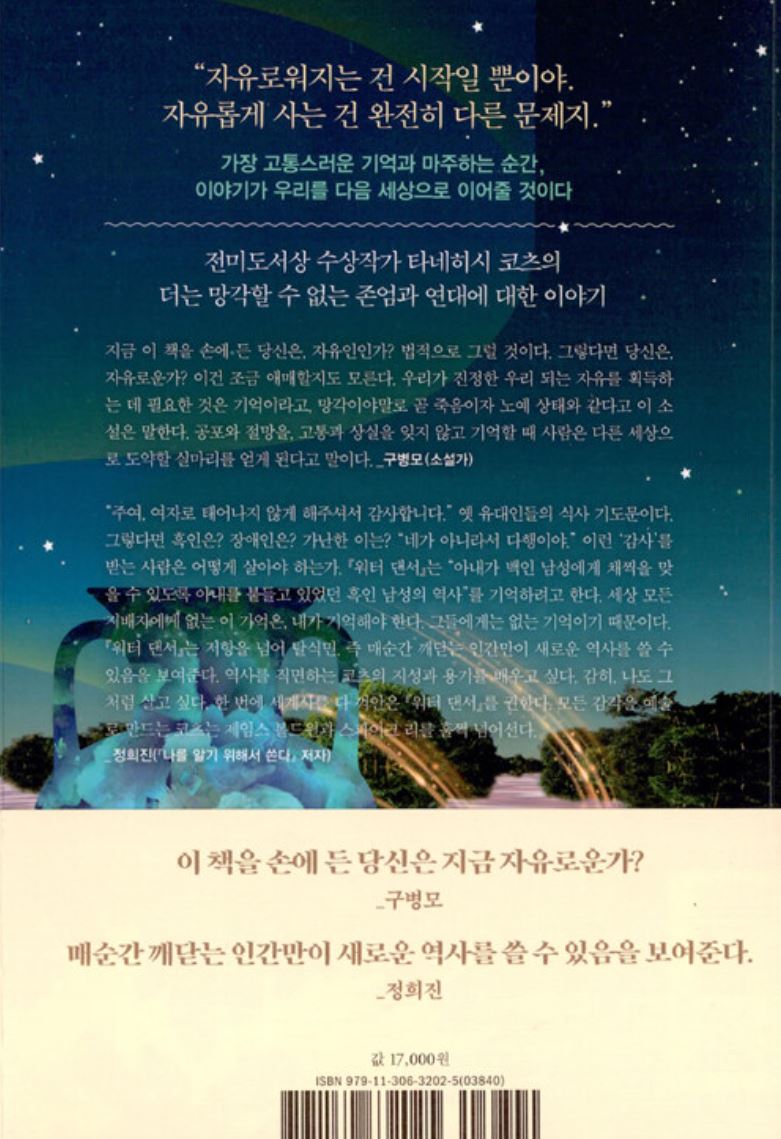 “자유로워지는 건 시작일 뿐이야.
자유롭게 사는 건 완전히 다른 문제지.”
가장 고통스러운 기억과 마주하는 순간,
이야기가 우리를 다음 세상으로 이어줄 것이다
전미도서상 수상작가 타네히시 코츠의
더는 망각할 수 없는 존엄과 연대에 대한 이야기
지금 이 책을 손에 든 당신은, 자유인인가? 법적으로 그럴 것이다. 그렇다면 당신은,
자유로운가? 이건 조금 애매할지도 모른다. 우리가 진정한 우리 되는 자유를 획득하
는 데 필요한 것은 기억이라고, 망각이야말로 곧 죽음이자 노예 상태와 같다고 이 소
설은 말한다. 공포와 절망을, 고통과 상실을 잊지 않고 기억할 때 사람은 다른 세상으
로 도약할 실마리를 얻게 된다고 말이다. _구병모(소설가)
“주여, 여자로 태어나지 않게 해주셔서 감사합니다.” 옛 유대인들의 식사 기도문이다.
그렇다면 흑인은? 장애인은? 가난한 이는? “네가 아니라서 다행이야.” 이런 ‘감사’를
받는 사람은 어떻게 살아야 하는가. 『워터 댄서』는 “아내가 백인 남성에게 채찍을 맞
을 수 있도록 아내를 붙들고 있었던 흑인 남성의 역사”를 기억하려고 한다. 세상 모든
지배자에게 없는 이 기억은, 내가 기억해야 한다. 그들에게는 없는 기억이기 때문이다.
『워터 댄서』는 저항을 넘어 탈식민, 즉 매순간 깨닫는 인간만이 새로운 역사를 쓸 수
있음을 보여준다. 역사를 직면하는 코츠의 지성과 용기를 배우고 싶다. 감히, 나도 그
처럼 살고 싶다. 한 번에 세계사를 다 껴안은 『워터 댄서』를 권한다. 모든 감각을 예술
로 만드는 코츠는 제임스 볼드윈과 스파이크 리를 훌쩍 넘어선다.
_정희진(『나를 알기 위해서 쓴다』 저자)
이 책을 손에 든 당신은 지금 자유로운가?
_구병모
매순간 깨닫는 인간만이 새로운 역사를 쓸 수 있음을 보여준다.
_정희진
값 17,000원
ISBN 979-11-306-3202-5(03840)